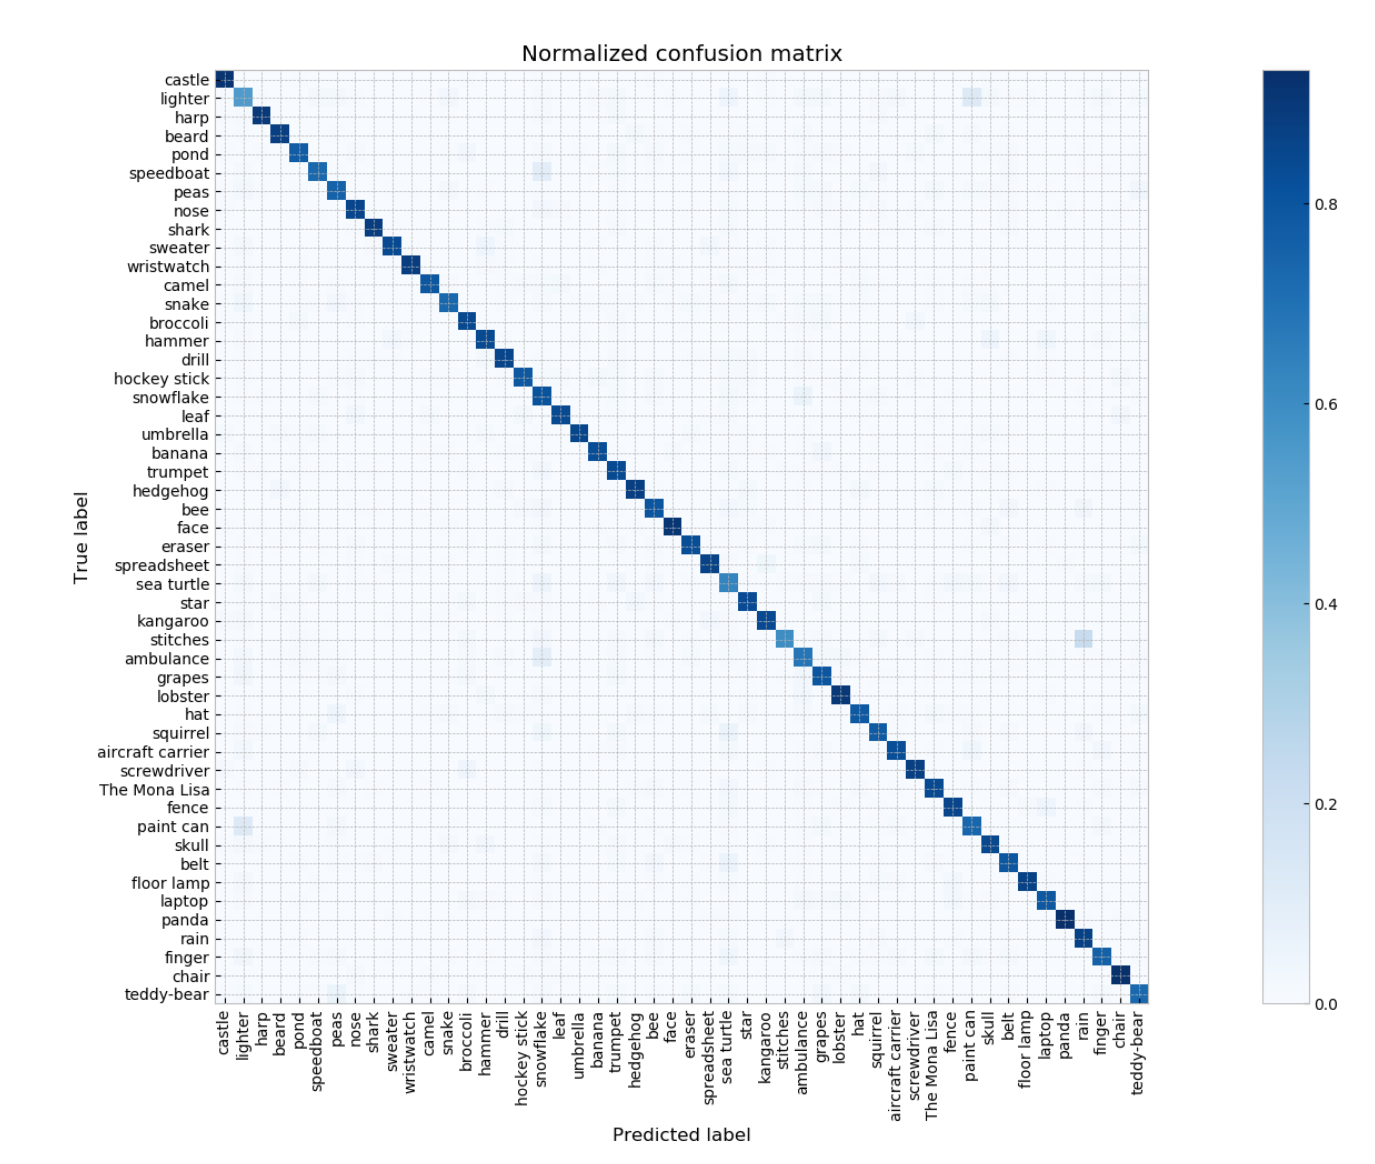 Normalized confusion matrix
castle
lighter
harp
beard
pond
speedboat
peas
nose
shark
sweater
wristwatch
camel
snake
broccoli
hammer
drill
hockey stick
snowflake
leaf
umbrella
banana
trumpet
hedgehog
bee
face
eraser
spreadsheet
sea turtle
star
kangaroo
stitches
ambulance
grapes
lobster
hat
squirrel
aircraft carrier
screwdriver
The Mona Lisa
fence
paint can
skull
belt
floor lamp
laptop
panda
rain
finger
chair
teddy-bear
True label
castle
lighter
harp
beard
pond
speedboat
peas
nose
shark
sweater
wristwatch
camel
snake
broccoli
hammer
drill
hockey stick
snowflake
leaf
umbrella
banana
trumpet
hedgehog
bee
face
eraser
spreadsheet
sea turtle
star
kangaroo
stitches
ambulance
grapes
lobster
hat
squirrel
aircraft carrier
screwdriver
The Mona Lisa
fence
paint can
skull
belt
floor lamp
laptop
panda
rain
finger
chair
teddy-bear
Predicted label
0.8
0.6
0.4
0.2
0.0